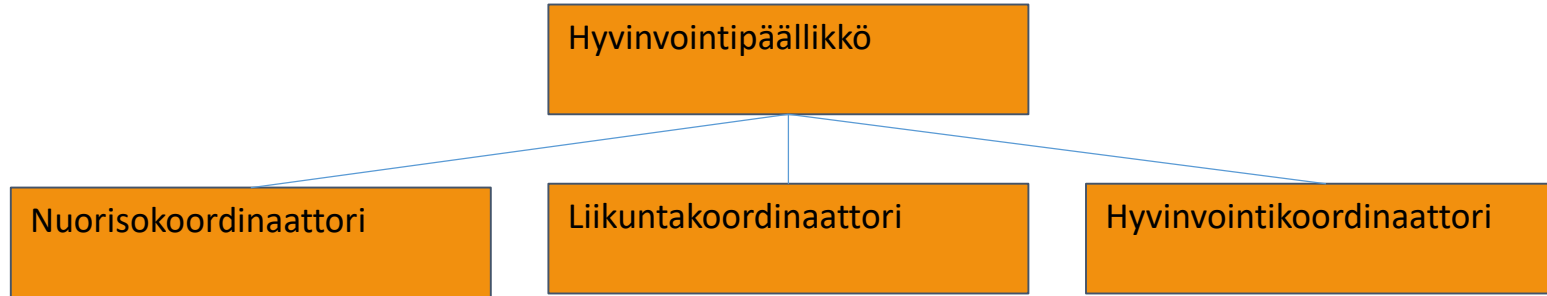 Hyvinvointipäällikkö
Nuorisokoordinaattori
Liikuntakoordinaattori
Hyvinvointikoordinaattori